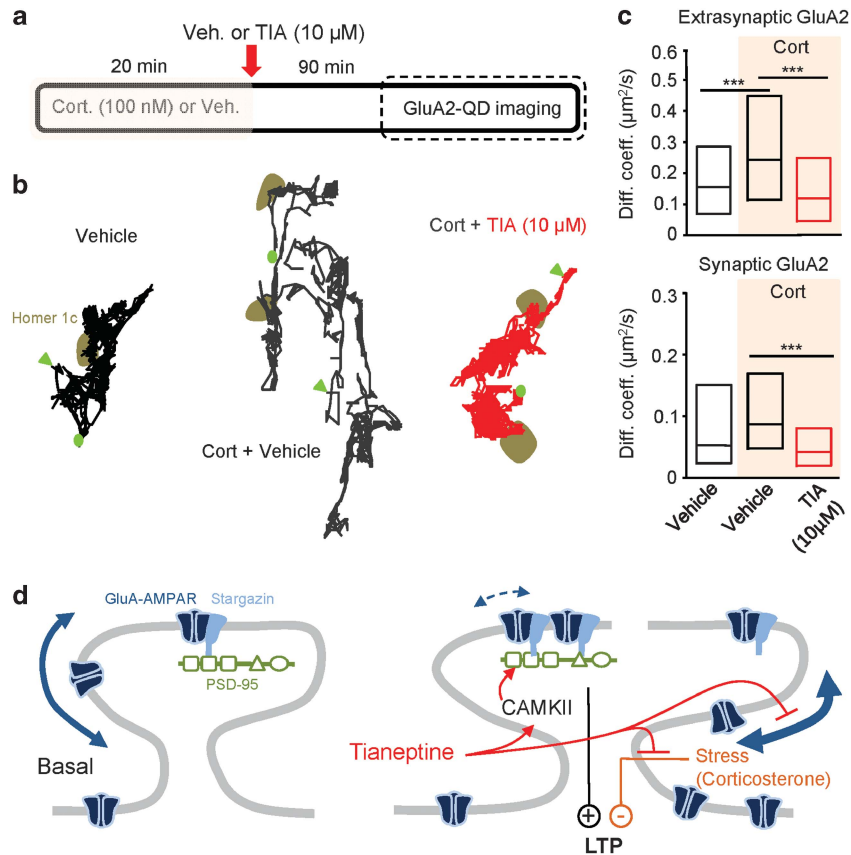 a
Veh. or TIA (10 µM)
20 min
90 min
Cort. (100 nM) or Veh.
GluA2-QD imaging
b
Vehicle
Homer 1c
Cort + Vehicle
Cort + TIA (10 µM)
c
Extrasynaptic GluA2
Cort
***
***
Diff. coeff. (µm²/s)
0.6
0.5
0.4
0.3
0.2
0.1
0
Synaptic GluA2
Cort
***
Diff. coeff. (µm²/s)
0.3
0.2
0.1
0
Vehicle
Vehicle
TIA
(10µM)
d
GluA-AMPAR
Stargazin
PSD-95
Basal
CAMKII
Tianeptine
Stress
(Corticosterone)
+
-
LTP